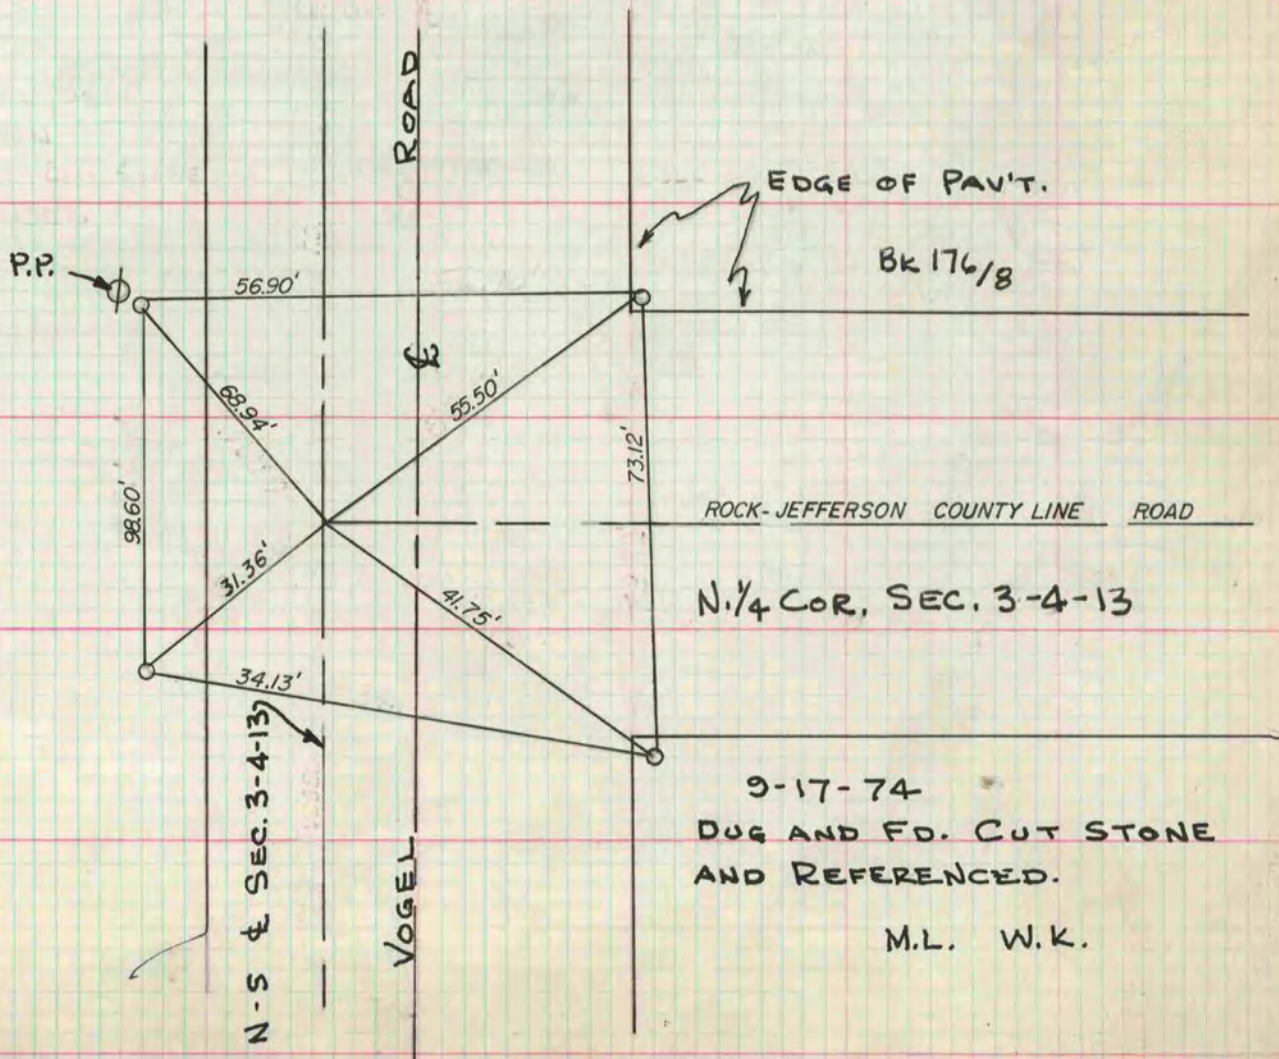 ROAD
EDGE OF PAV'T.
BK 176/8
P.P.
56.90'
℄
68.94'
55.50'
73.12'
98.60'
ROCK-JEFFERSON COUNTY LINE ROAD
31.36'
41.75'
N.1/4 COR. SEC. 3-4-13
34.13'
N-S ℄ SEC. 3-4-13
VOGEL
9-17-74
DUG AND FD. CUT STONE
AND REFERENCED.
M.L. W.K.